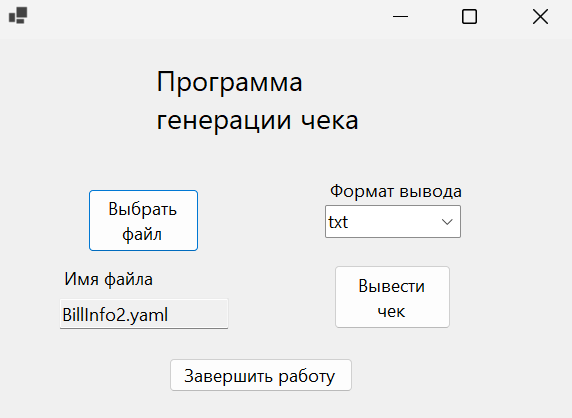 Программа
генерации чека
Формат вывода
Выбрать
файл
txt
Имя файла
Вывести
чек
BillInfo2.yaml
Завершить работу